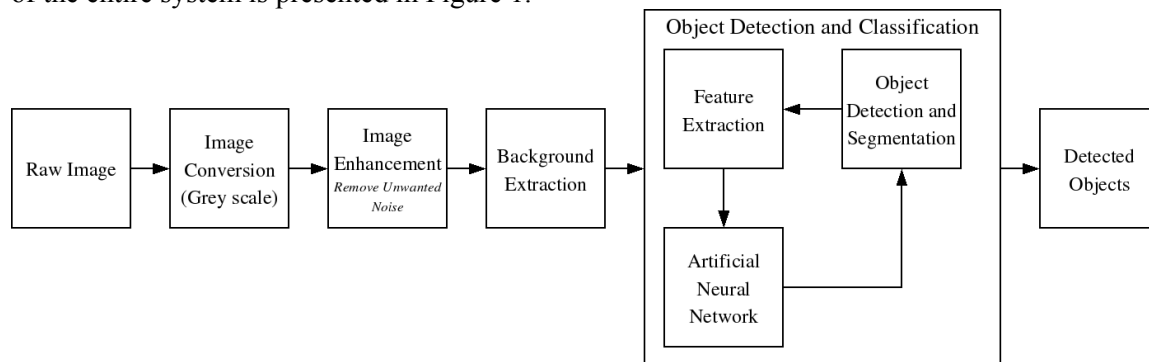 of the entire system is presented in Figure 1.
Object Detection and Classification
Raw Image
Image
Conversion
(Grey scale)
Image
Enhancement
Remove Unwanted
Noise
Background
Extraction
Feature
Extraction
Object
Detection and
Segmentation
Artificial
Neural
Network
Detected
Objects